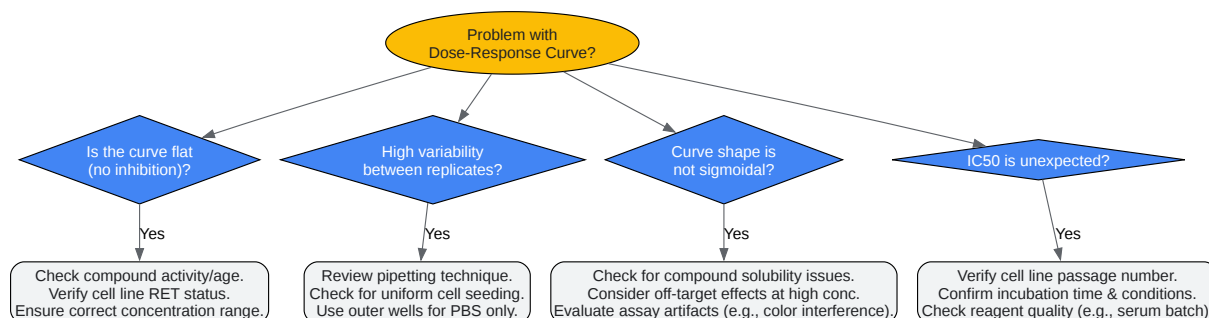 Problem with
Dose-Response Curve?
Is the curve flat
(no inhibition)?
High variability
between replicates?
Curve shape is
not sigmoidal?
IC50 is unexpected?
Yes
Yes
Yes
Yes
Check compound activity/age.
Verify cell line RET status.
Ensure correct concentration range.
Review pipetting technique.
Check for uniform cell seeding.
Use outer wells for PBS only.
Check for compound solubility issues.
Consider off-target effects at high conc.
Evaluate assay artifacts (e.g., color interference).
Verify cell line passage number.
Confirm incubation time & conditions.
Check reagent quality (e.g., serum batch)